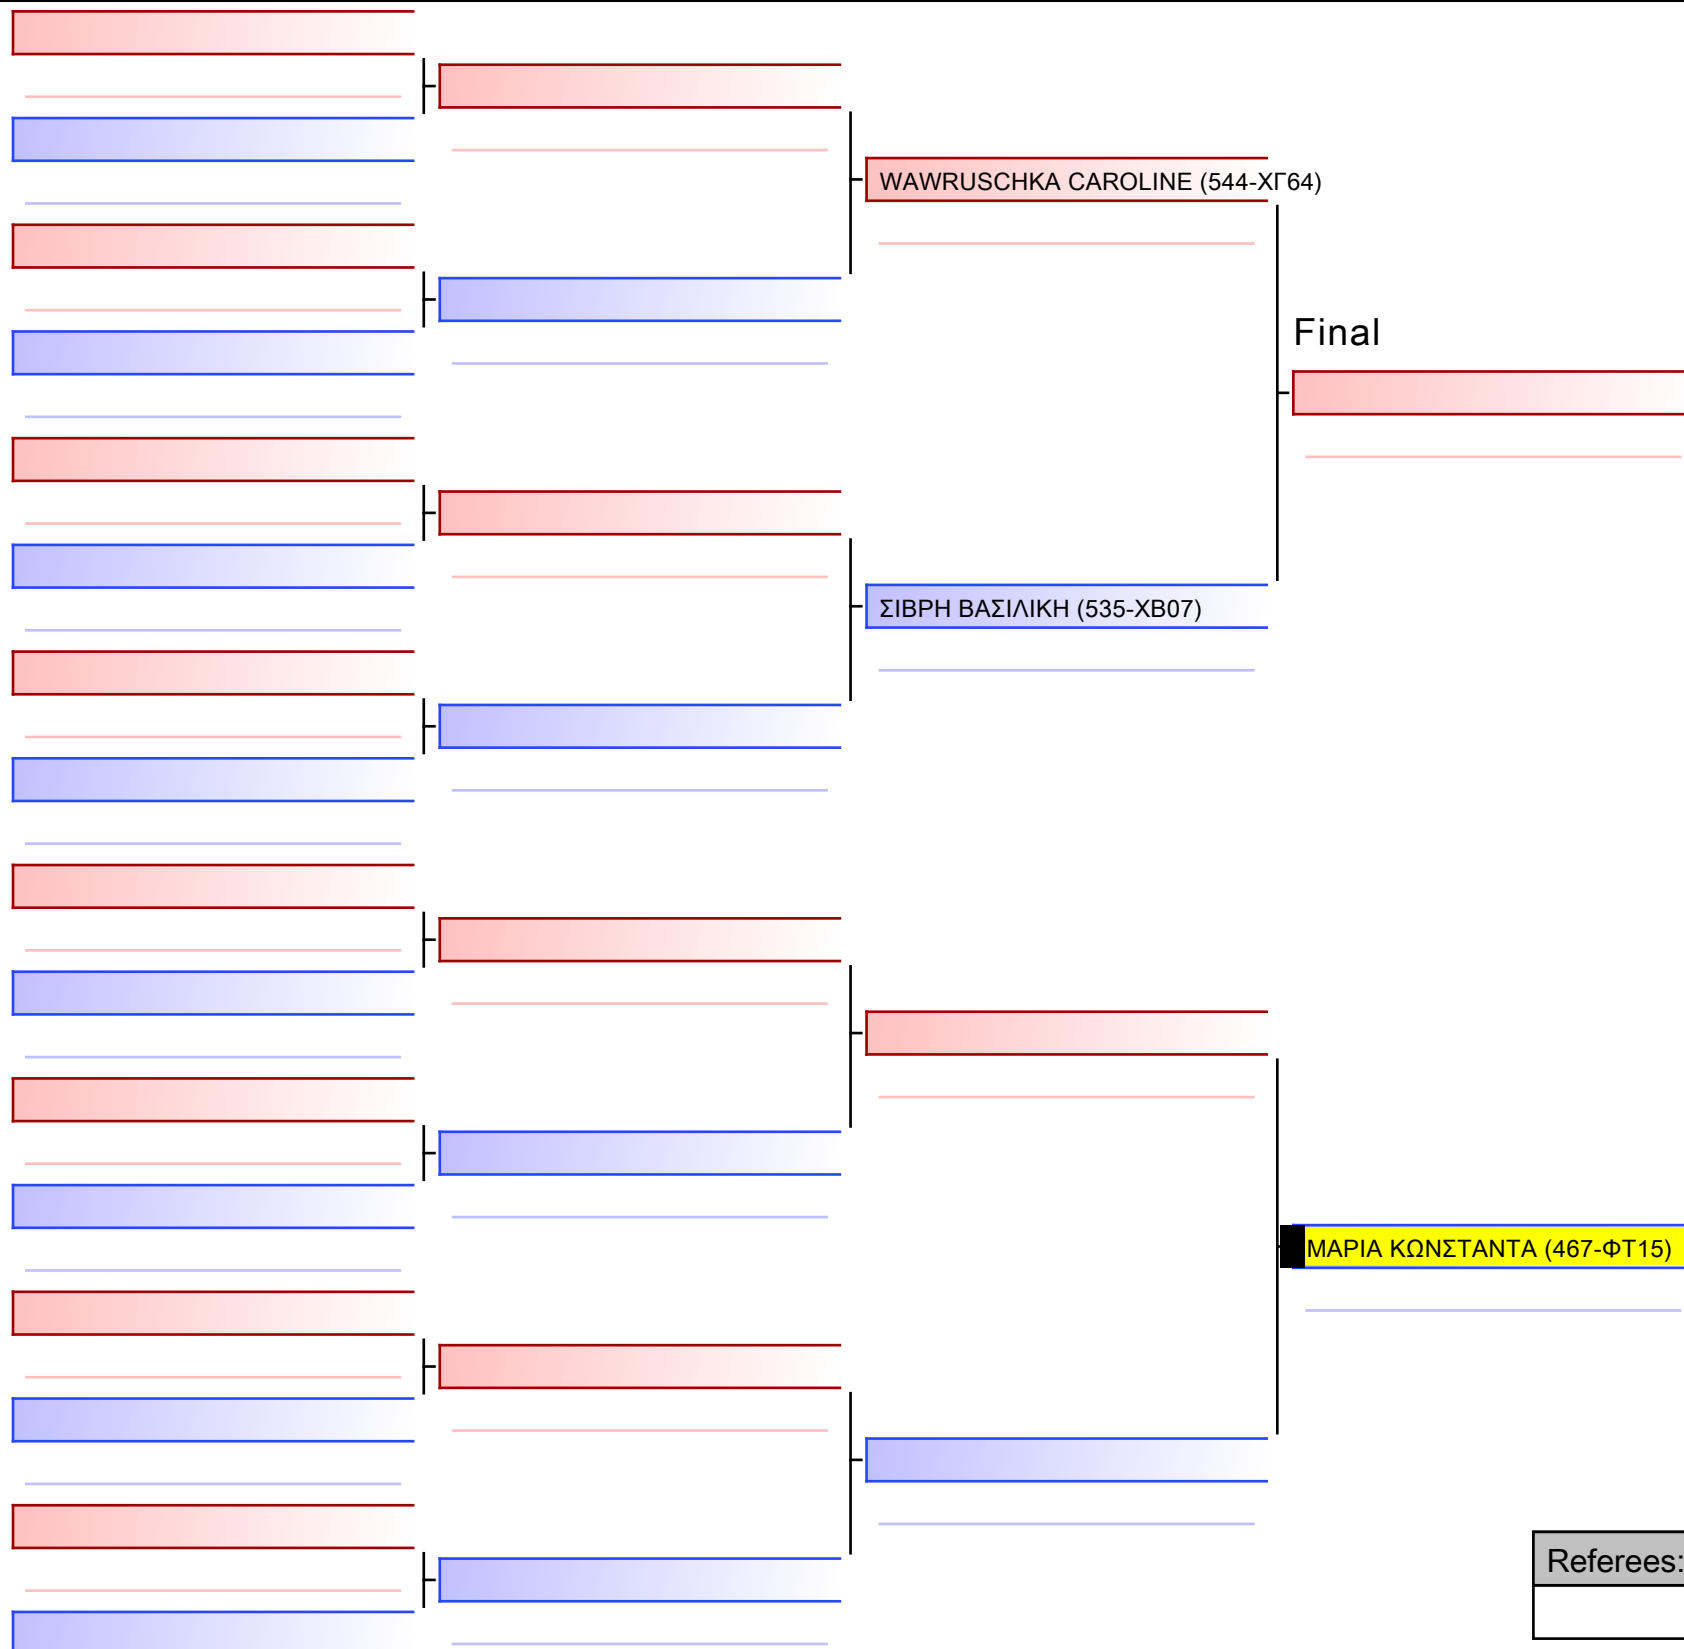 WAWRUSCHKA CAROLINE (544-ΧΓ64)
Final
ΣΙΒΡΗ ΒΑΣΙΛΙΚΗ (535-ΧΒ07)
ΜΑΡΙΑ ΚΩΝΣΤΑΝΤΑ (467-ΦΤ15)
Referees: